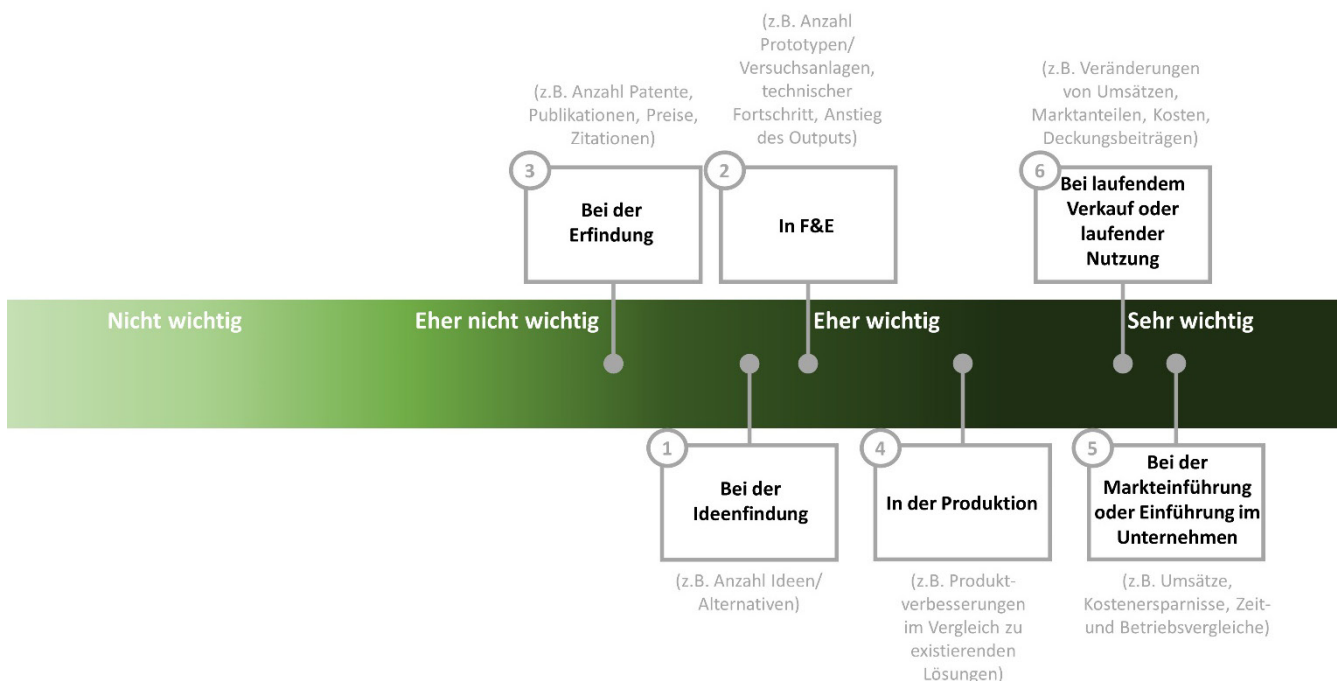 (z.B. Anzahl Patente,
Publikationen, Preise,
Zitationen)
3
Bei der
Erfindung
(z.B. Anzahl
Prototypen/
Versuchsanlagen,
technischer
Fortschritt, Anstieg
des Outputs)
2
In F&E
(z.B. Veränderungen
von Umsätzen,
Marktanteilen, Kosten,
Deckungsbeiträgen)
6
Bei laufendem
Verkauf oder
laufender
Nutzung
Nicht wichtig
Eher nicht wichtig
Eher wichtig
Sehr wichtig
1
Bei der
Ideenfindung
(z.B. Anzahl Ideen/
Alternativen)
4
In der Produktion
(z.B. Produkt-
verbesserungen
im Vergleich zu
existierenden
Lösungen)
5
Bei der
Markteinführung
oder Einführung im
Unternehmen
(z.B. Umsätze,
Kostenersparnisse, Zeit-
und Betriebsvergleiche)